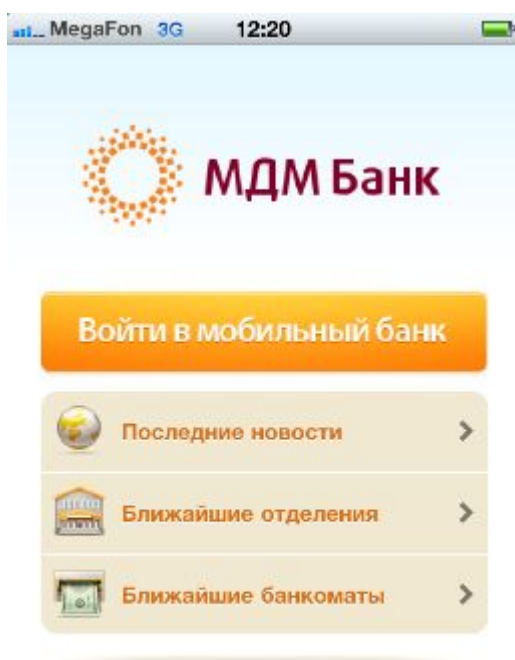 MegaFon 3G 12:20
МДМ Банк
Войти в мобильный банк
Последние новости
Ближайшие отделения
Ближайшие банкоматы